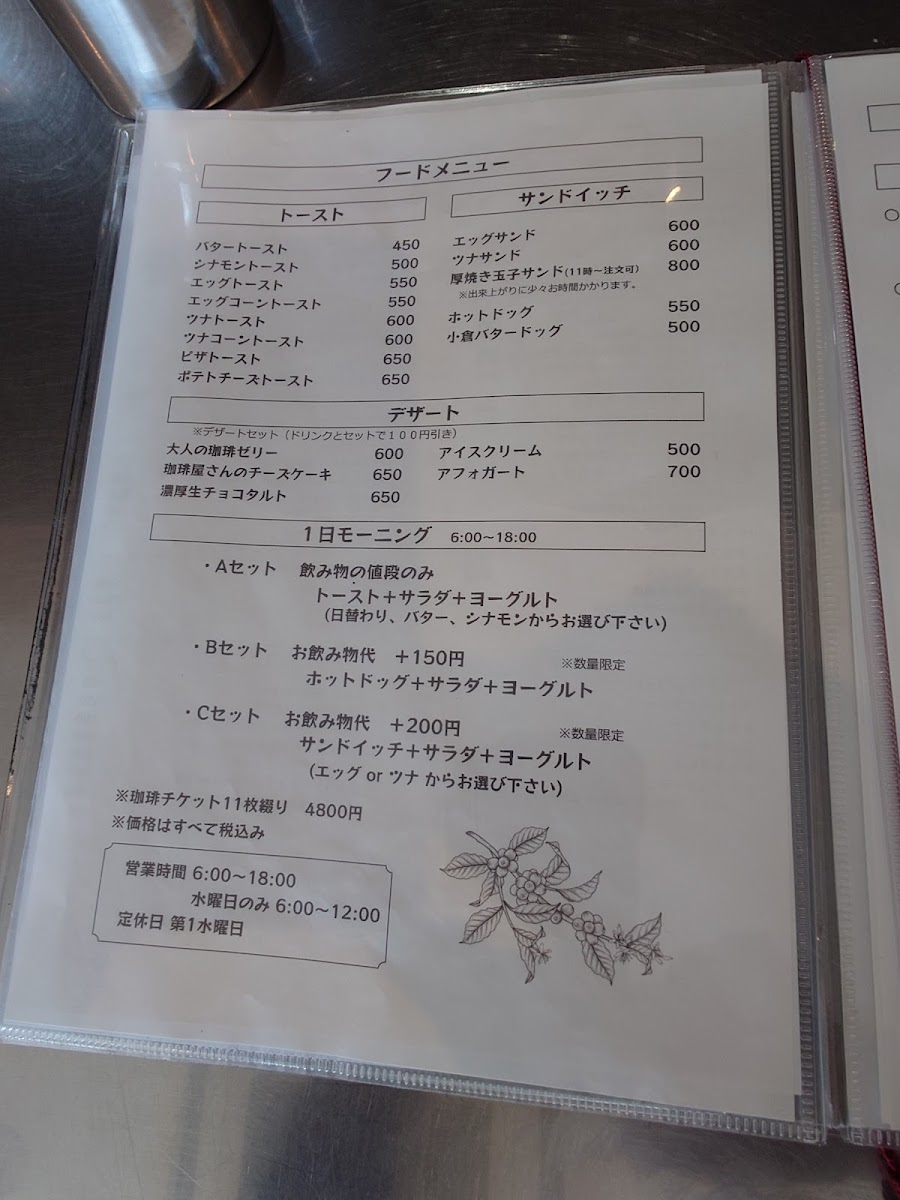 フードメニュー
トースト
バタートースト 450
シナモントースト 500
エッグトースト 550
エッグコーントースト 550
ツナトースト 600
ツナコーントースト 600
ピザトースト 650
ポテトチーズトースト 650
サンドイッチ
エッグサンド 600
ツナサンド 600
厚焼き玉子サンド(11時～注文可) 800
※出来上がりに少々お時間かかります。
ホットドッグ 550
小倉バタードッグ 500
デザート
※デザートセット（ドリンクとセットで１００円引き）
大人の珈琲ゼリー 600
珈琲屋さんのチーズケーキ 650
濃厚生チョコタルト 650
アイスクリーム 500
アフォガート 700
１日モーニング 6:00～18:00
・Aセット 飲み物の値段のみ
トースト＋サラダ＋ヨーグルト
(日替わり、バター、シナモンからお選び下さい)
・Bセット お飲み物代 ＋150円 ※数量限定
ホットドッグ＋サラダ＋ヨーグルト
・Cセット お飲み物代 ＋200円 ※数量限定
サンドイッチ＋サラダ＋ヨーグルト
(エッグ or ツナ からお選び下さい)
※珈琲チケット11枚綴り 4800円
※価格はすべて税込み
営業時間 6:00～18:00
水曜日のみ 6:00～12:00
定休日 第1水曜日